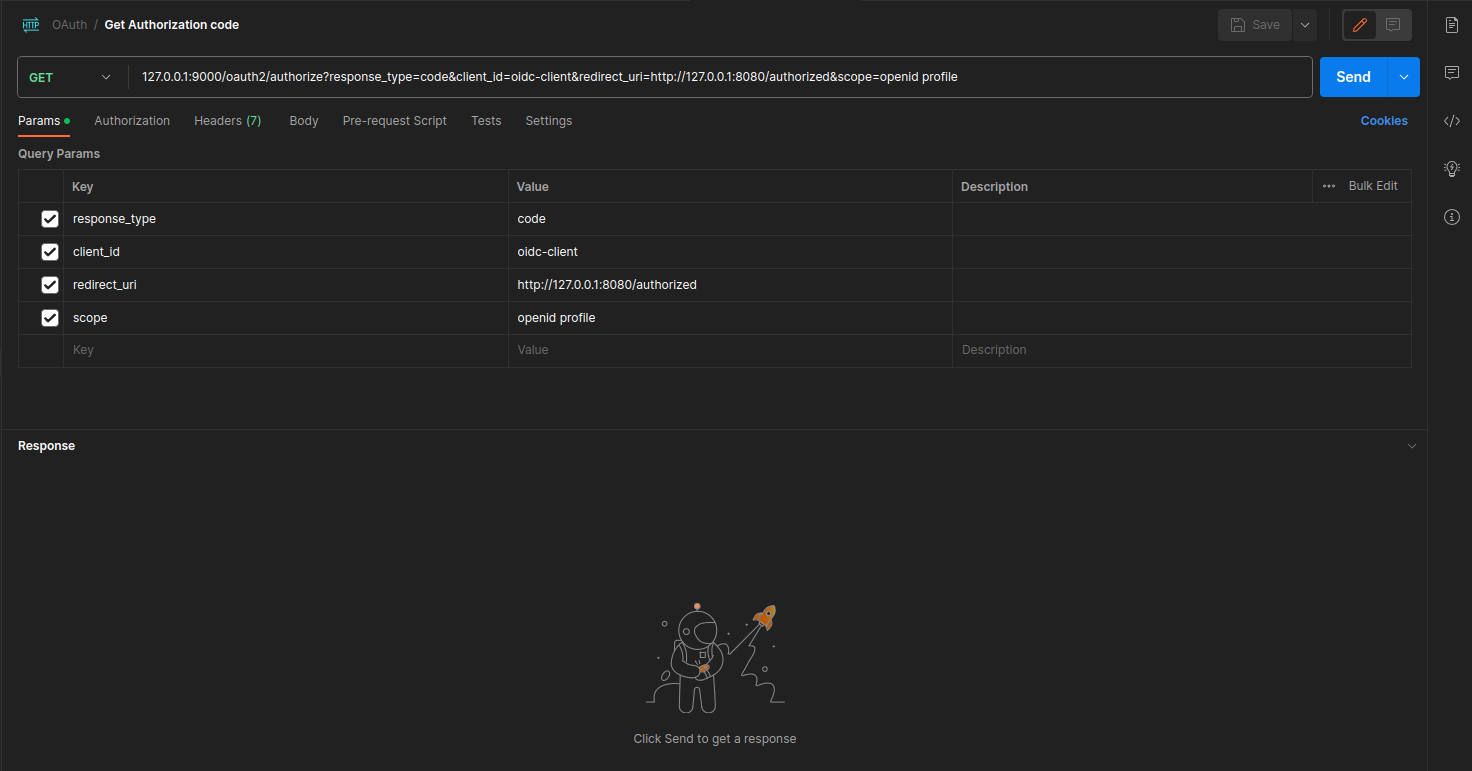 HTTP OAuth / Get Authorization code Save
GET 127.0.0.1:9000/oauth2/authorize?response_type=code&client_id=oidc-client&redirect_uri=http://127.0.0.1:8080/authorized&scope=openid profile Send
Params Authorization Headers (7) Body Pre-request Script Tests Settings Cookies
Query Params
Key Value Description ••• Bulk Edit
response_type code
client_id oidc-client
redirect_uri http://127.0.0.1:8080/authorized
scope openid profile
Key Value Description
Response
Click Send to get a response